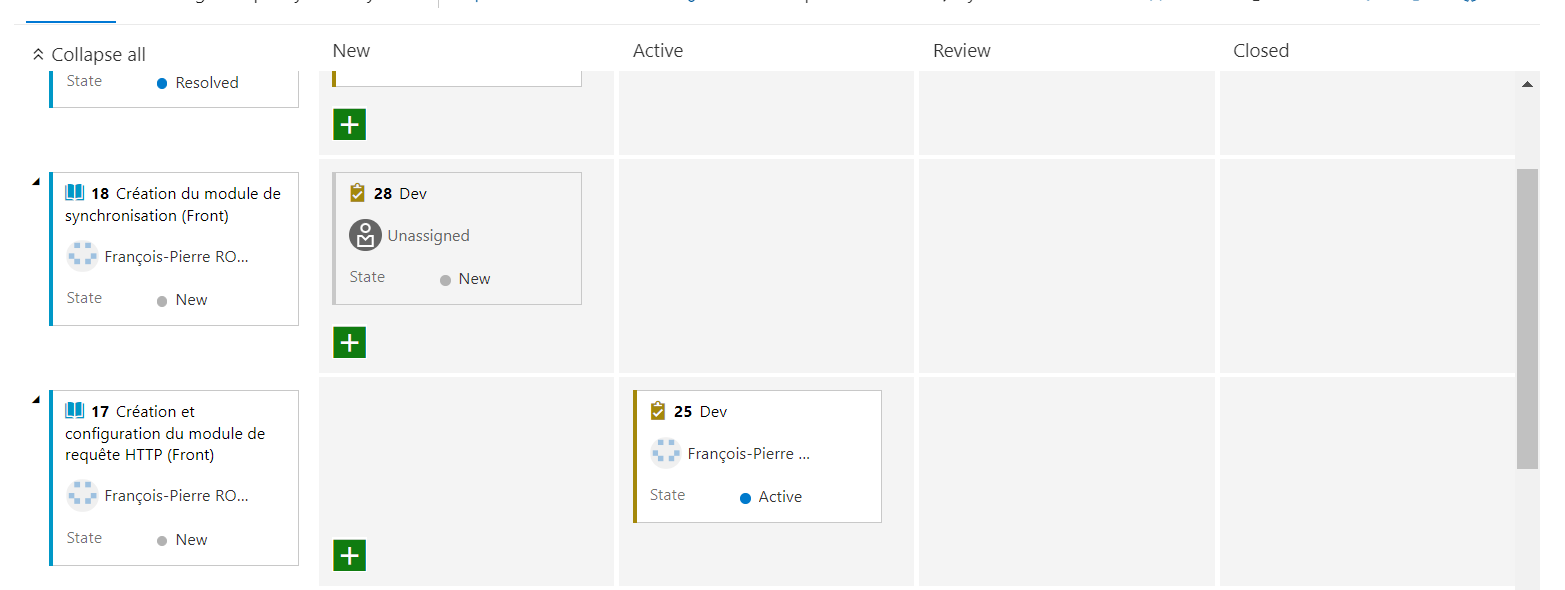 Collapse all
New
Active
Review
Closed
State
Resolved
18 Création du module de
synchronisation (Front)
François-Pierre RO...
State
New
28 Dev
Unassigned
State
New
17 Création et
configuration du module de
requête HTTP (Front)
François-Pierre RO...
State
New
25 Dev
François-Pierre ...
State
Active